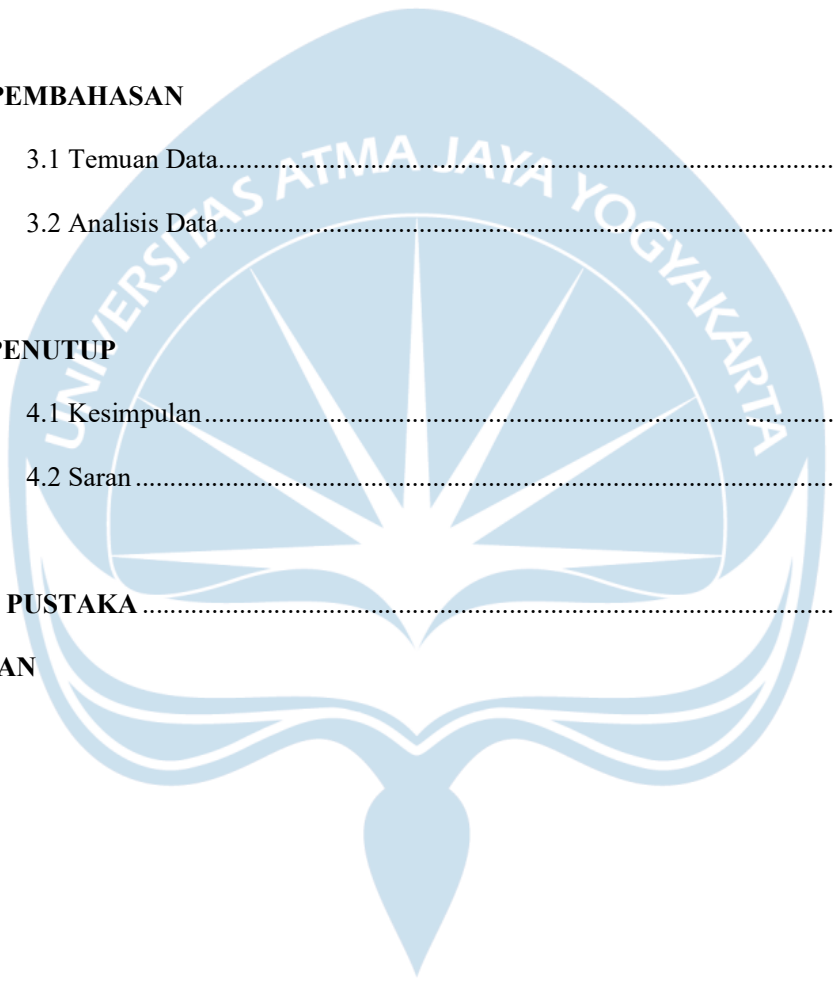 PEMBAHASAN
3.1 Temuan Data
UNIVERSITAS ATMA JAYA YOGYAKARTA
3.2 Analisis Data
PENUTUP
4.1 Kesimpulan
4.2 Saran
PUSTAKA
AN